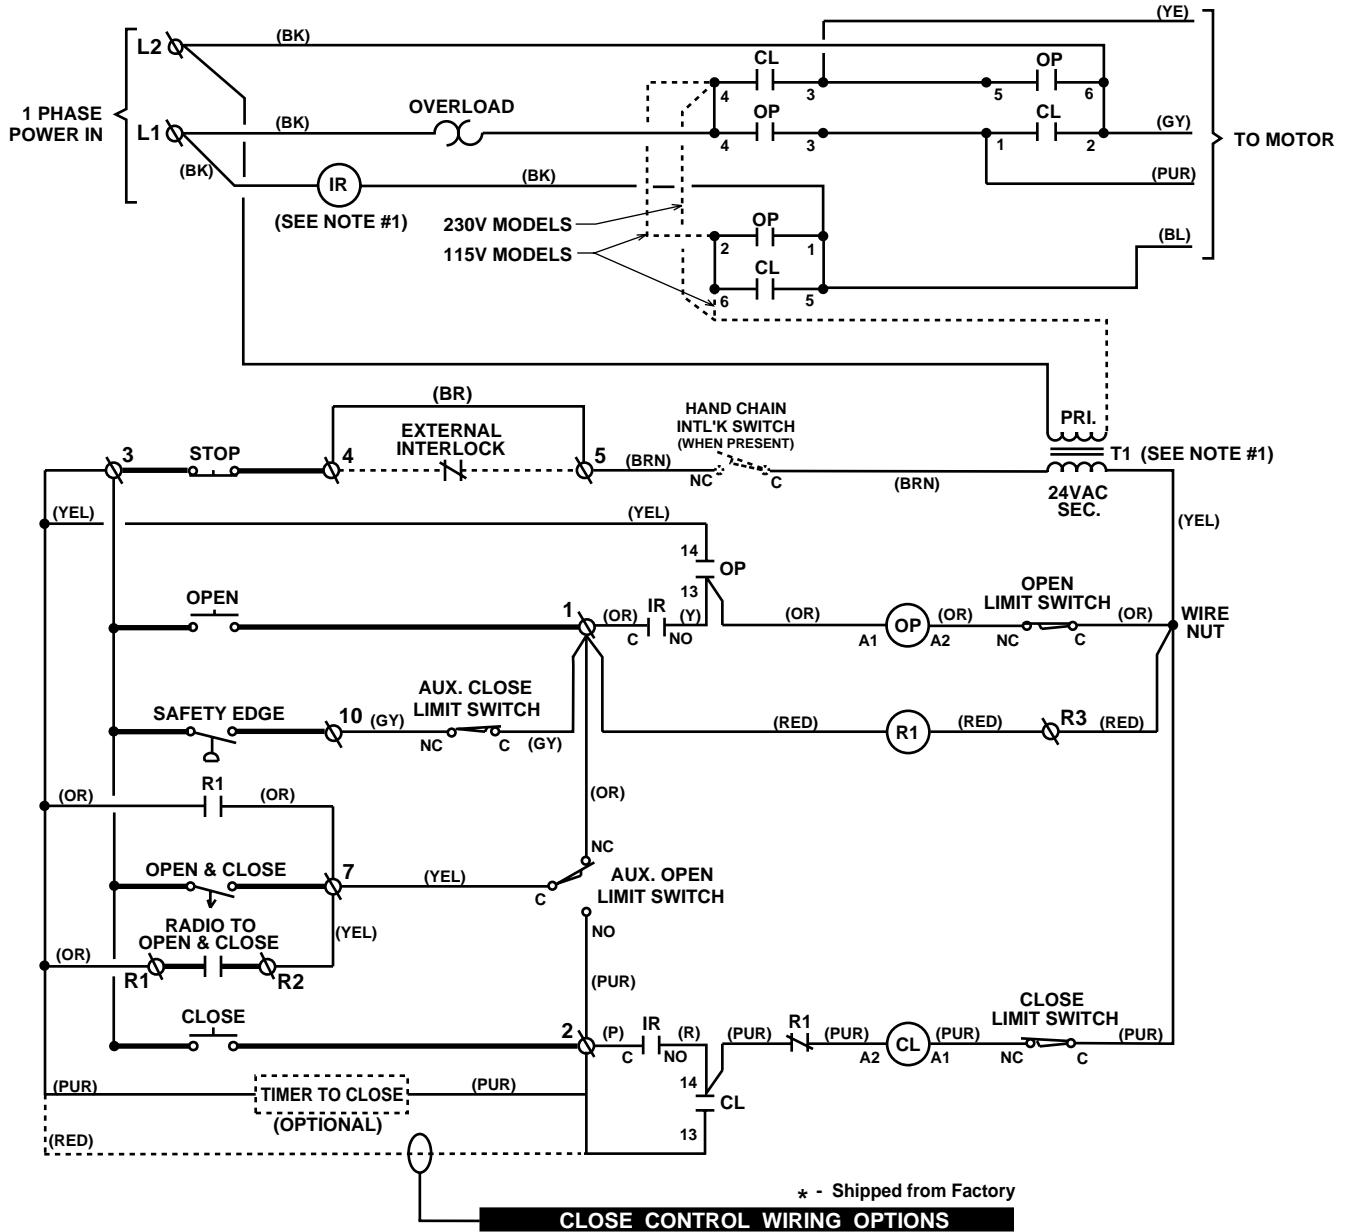 (YE)
(BK)
L2
CL
OP
1 PHASE
POWER IN
4
3
5
6
OVERLOAD
L1
(BK)
OP
CL
(GY)
4
3
1
2
TO MOTOR
(BK)
IR
(BK)
(PUR)
(SEE NOTE #1)
230V MODELS
OP
(BL)
115V MODELS
2
1
CL
6
5
(BR)
HAND CHAIN
INTL'K SWITCH
(WHEN PRESENT)
PRI.
3
STOP
4
EXTERNAL
INTERLOCK
5
(BRN)
NC
C
(BRN)
T1 (SEE NOTE #1)
24VAC
SEC.
(YEL)
(YEL)
(YEL)
14
OP
13
OPEN
1
(OR)
IR
(Y)
C
NO
(OR)
OP
A1
A2
(OR)
OPEN
LIMIT SWITCH
NC
C
(OR)
WIRE
NUT
SAFETY EDGE
10
(GY)
AUX. CLOSE
LIMIT SWITCH
NC
C
(GY)
(RED)
R1
(RED)
R3
(RED)
(OR)
R1
(OR)
(OR)
OPEN & CLOSE
7
(YEL)
NC
C
AUX. OPEN
LIMIT SWITCH
NO
RADIO TO
OPEN & CLOSE
(YEL)
(OR)
R1
R2
(PUR)
CLOSE
2
(P)
IR
(R)
C
NO
(PUR)
R1
(PUR)
CL
A2
A1
(PUR)
CLOSE
LIMIT SWITCH
NC
C
(PUR)
(PUR)
TIMER TO CLOSE
(OPTIONAL)
(PUR)
14
CL
13
(RED)
* - Shipped from Factory
CLOSE CONTROL WIRING OPTIONS